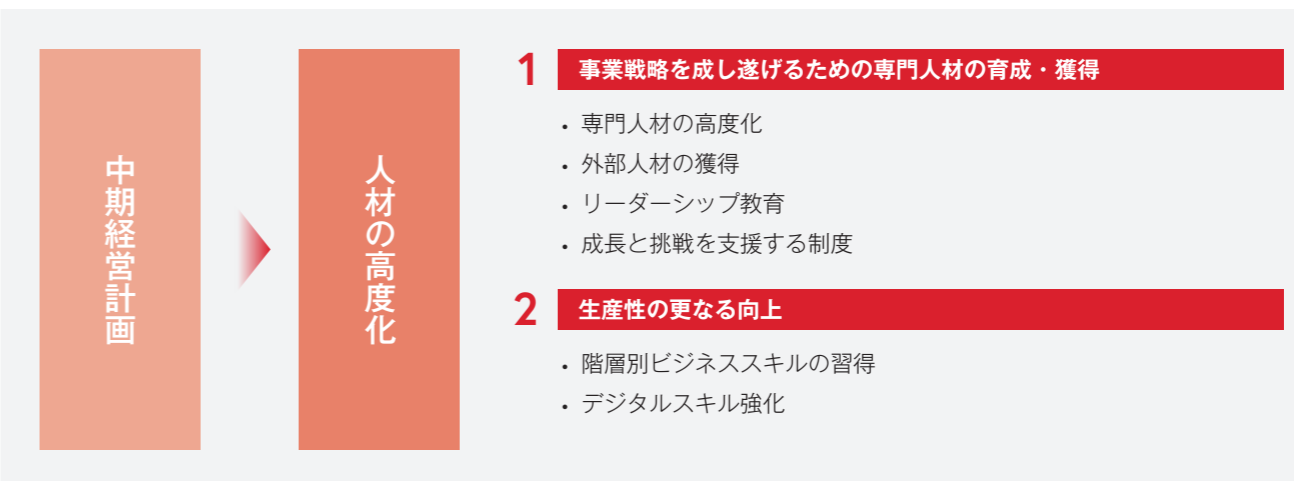 中期経営計画
人材の高度化
1 事業戦略を成し遂げるための専門人材の育成・獲得
• 専門人材の高度化
• 外部人材の獲得
• リーダーシップ教育
• 成長と挑戦を支援する制度
2 生産性の更なる向上
• 階層別ビジネススキルの習得
• デジタルスキル強化